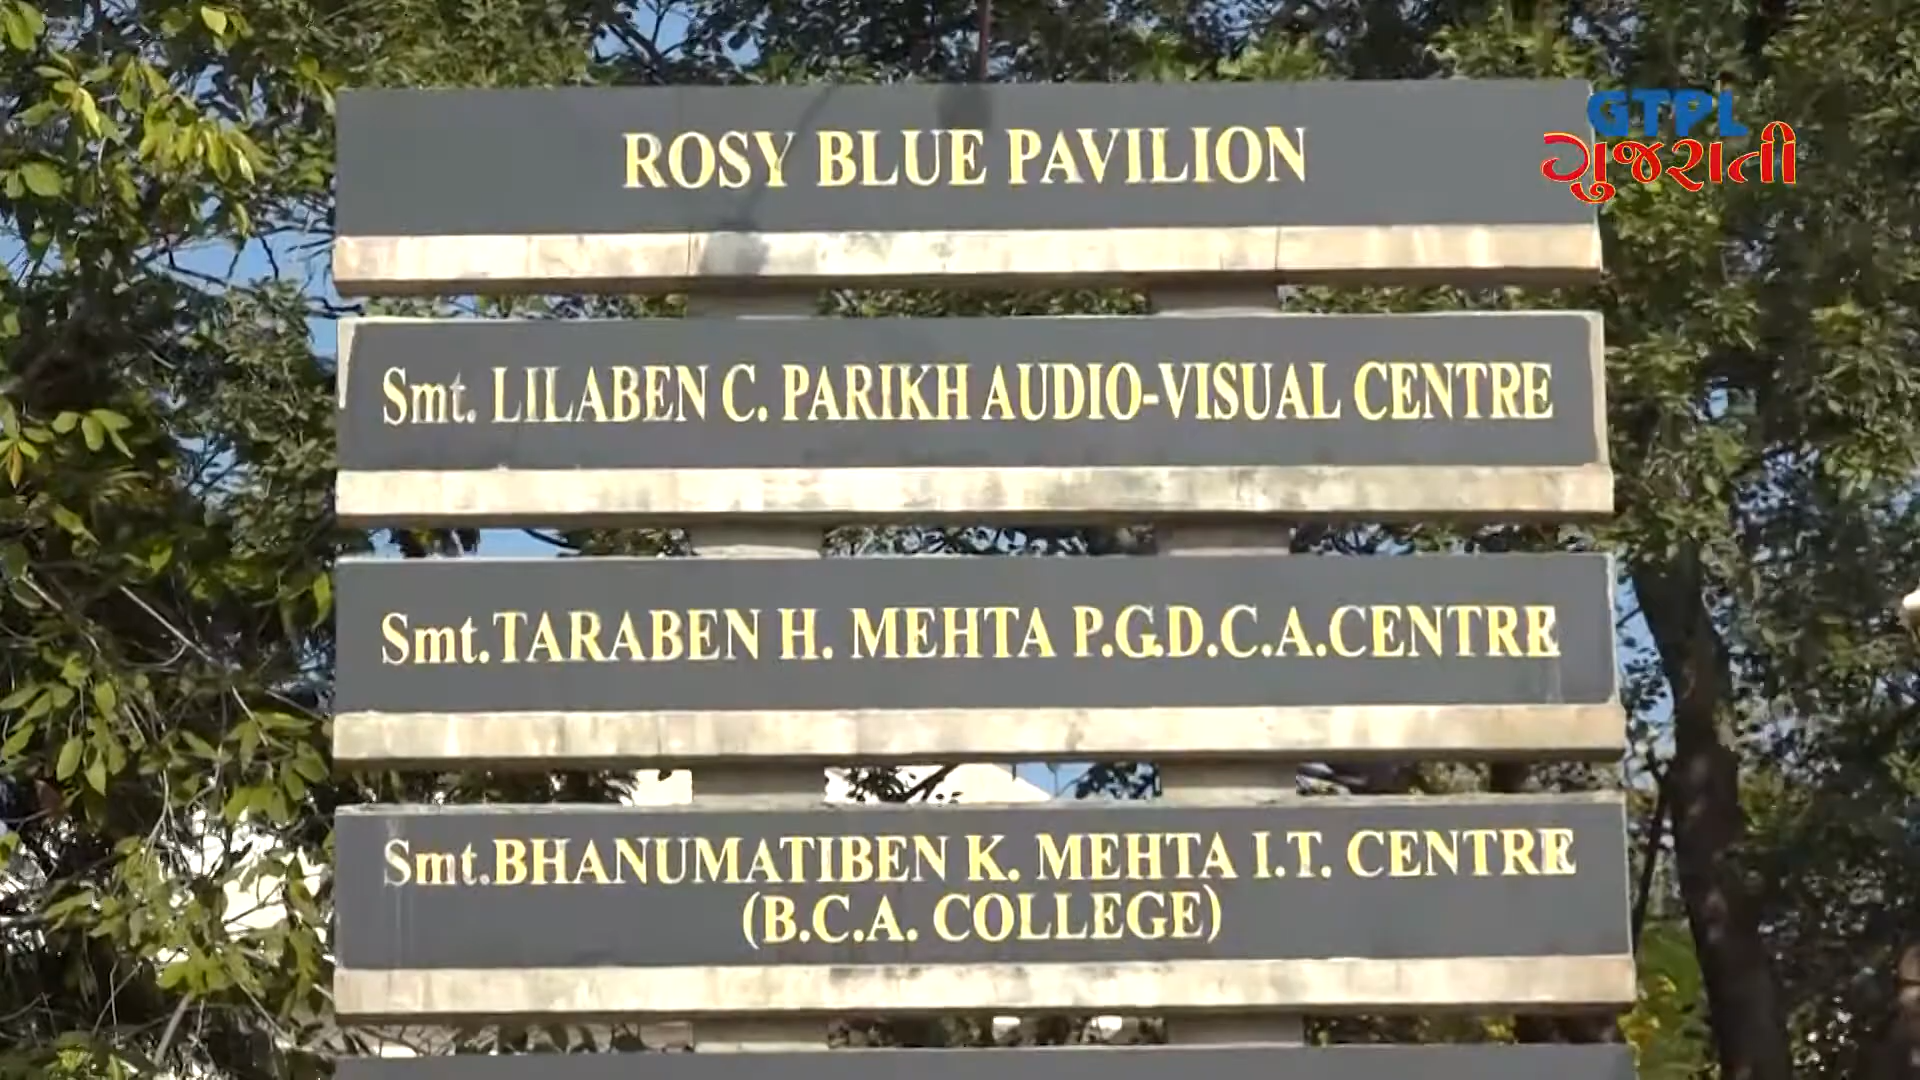 ROSY BLUE PAVILION
GTPL
ગુજરાતી
Smt. LILABEN C. PARIKH AUDIO-VISUAL CENTRE
Smt. TARABEN H. MEHTA P.G.D.C.A. CENTRE
Smt. BHANUMATIBEN K. MEHTA I.T. CENTRE
(B.C.A. COLLEGE)